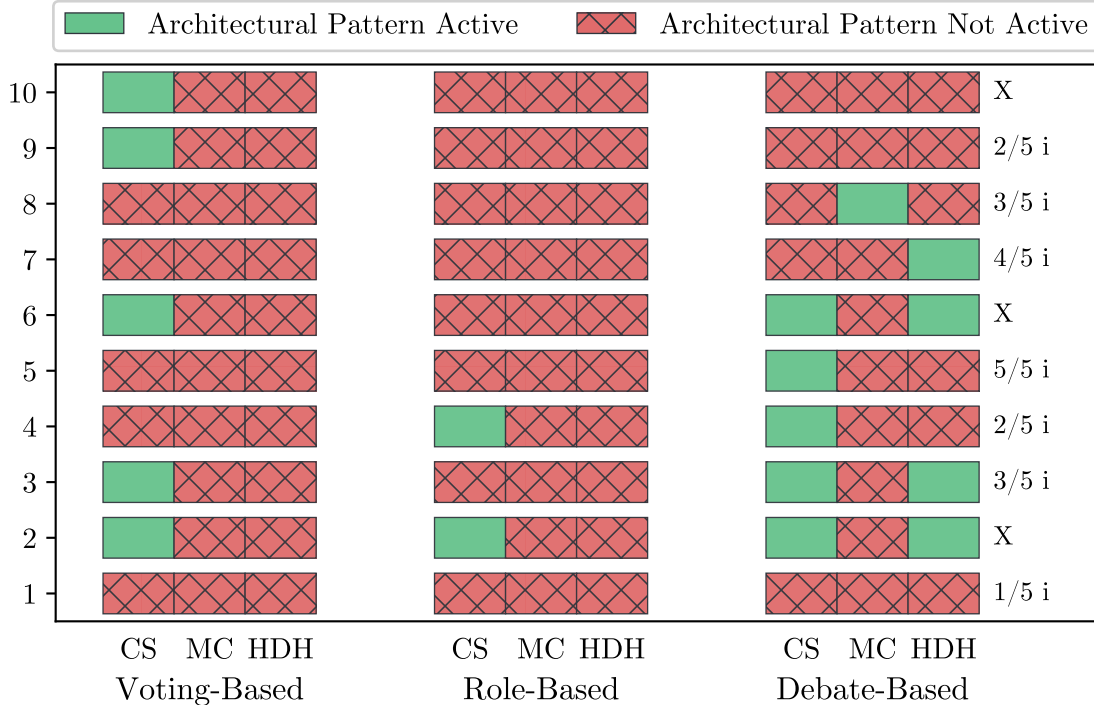 Architectural Pattern Active Architectural Pattern Not Active
10 X
9 2/5 i
8 3/5 i
7 4/5 i
6 X
5 5/5 i
4 2/5 i
3 3/5 i
2 X
1 1/5 i
CS MC HDH CS MC HDH CS MC HDH
Voting-Based Role-Based Debate-Based